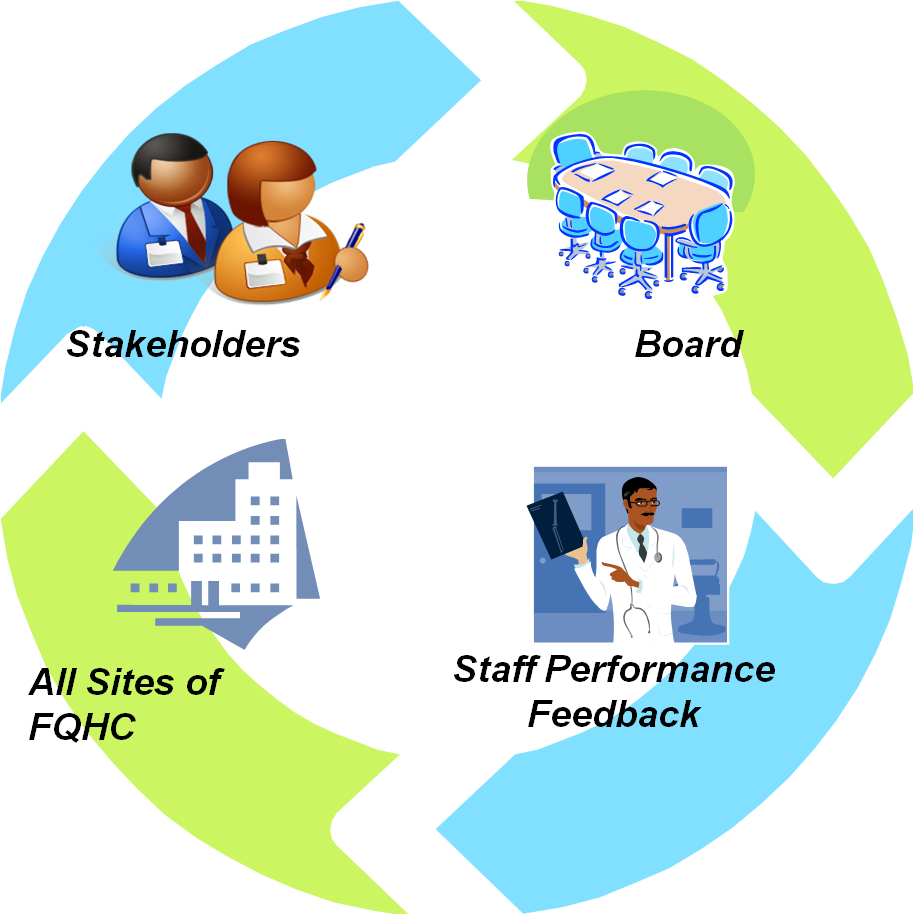 Stakeholders
Board
All Sites of
FQHC
Staff Performance
Feedback